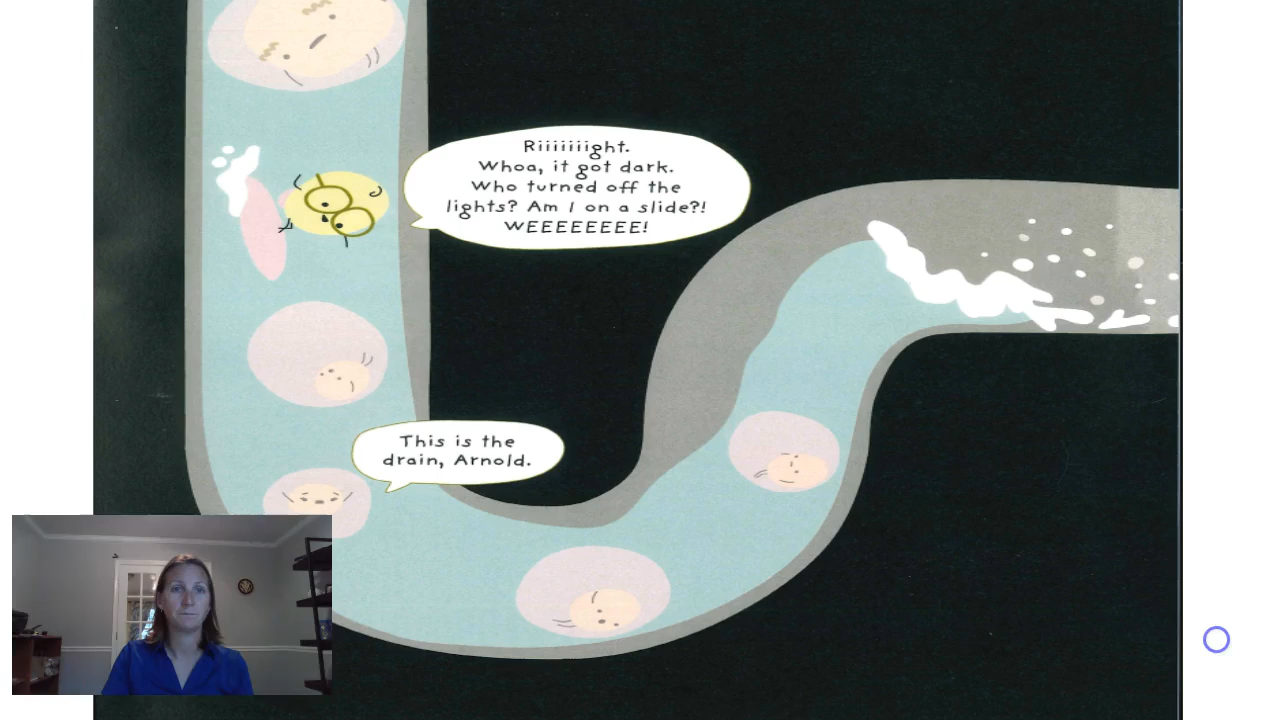 Riiiiiiight.
Whoa, it got dark.
Who turned off the
lights? Am I on a slide?!
WEEEEEEEE!
This is the
drain, Arnold.